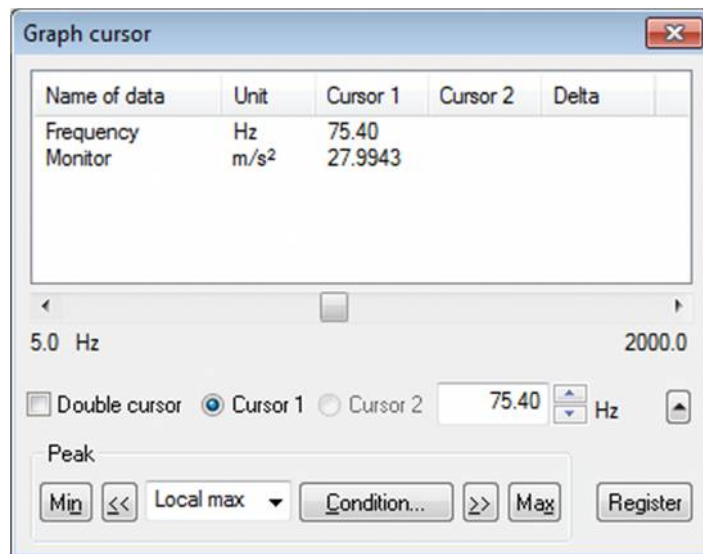 Graph cursor
Name of data Unit Cursor 1 Cursor 2 Delta
Frequency Hz 75.40
Monitor m/s² 27.9943
5.0 Hz 2000.0
Double cursor Cursor 1 Cursor 2 75.40 Hz
Peak
Min << Local max Condition... >> Max Register